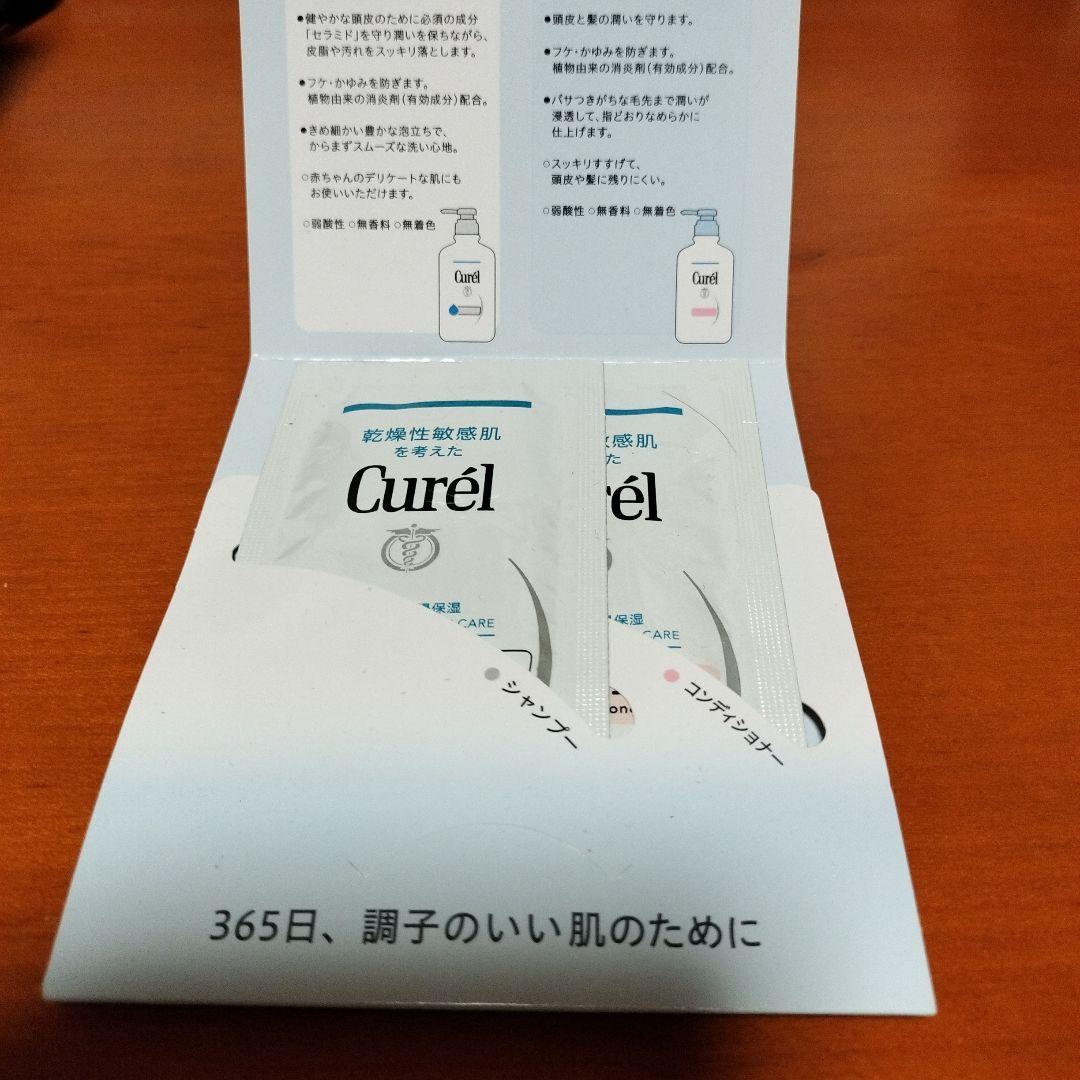 ●健やかな頭皮のために必須の成分
「セラミド」を守り潤いを保ちながら、
皮脂や汚れをスッキリ落とします。
●フケ・かゆみを防ぎます。
植物由来の消炎剤(有効成分)配合。
●きめ細かい豊かな泡立ちで、
からまずスムーズな洗い心地。
○赤ちゃんのデリケートな肌にも
お使いいただけます。
○弱酸性 ○無香料 ○無着色
Curél
●頭皮と髪の潤いを守ります。
●フケ・かゆみを防ぎます。
植物由来の消炎剤(有効成分)配合。
●パサつきがちな毛先まで潤いが
浸透して、指どおりなめらかに
仕上げます。
○スッキリすすげて、
頭皮や髪に残りにくい。
○弱酸性 ○無香料 ○無着色
Curél
乾燥性敏感肌
を考えた
Curél
保湿
CARE
シャンプー
敏感肌
た
rél
保湿
CARE
コンディショナー
365日、調子のいい肌のために